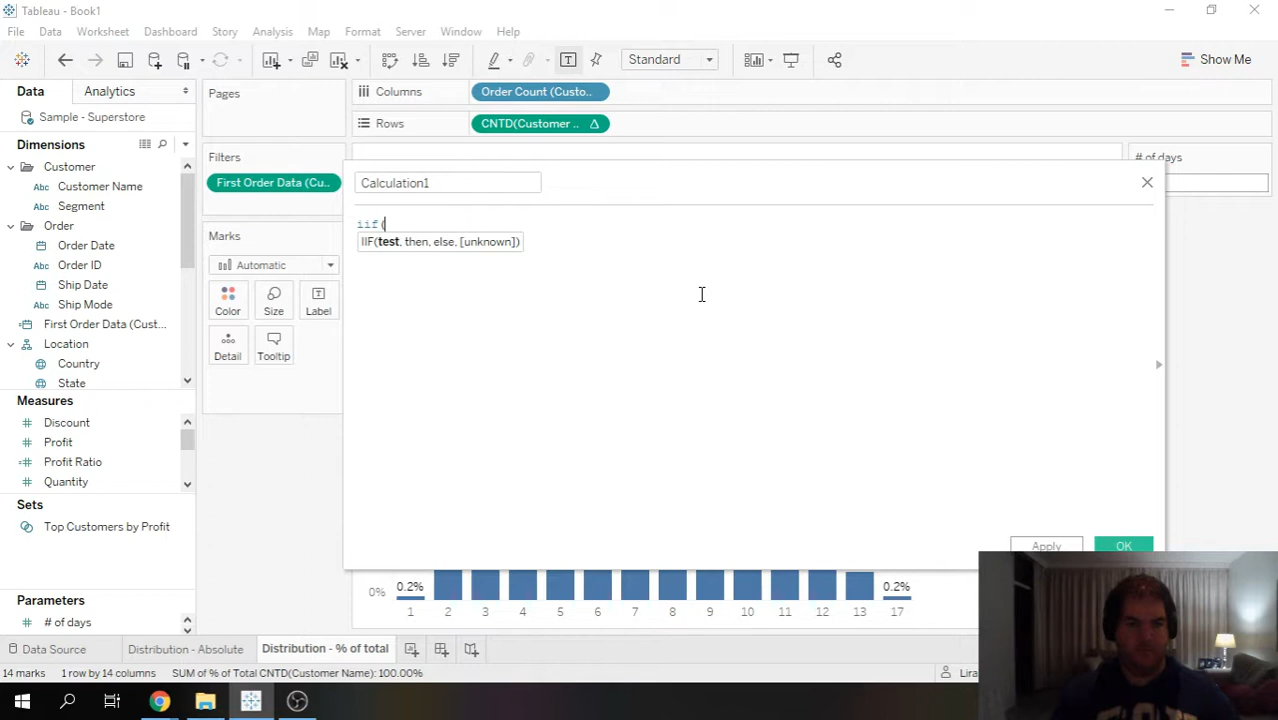 Tableau - Book1
File Data Worksheet Dashboard Story Analysis Map Format Server Window Help
Standard
Show Me
Data Analytics
Sample - Superstore
Dimensions
Customer
Abc Customer Name
Abc Segment
Order
Order Date
Abc Order ID
Ship Date
Abc Ship Mode
First Order Data (Cust...
Location
Country
State
Measures
Discount
Profit
Profit Ratio
Quantity
Sets
Top Customers by Profit
Parameters
# of days
Pages
Filters
First Order Data (Cu..
Marks
Automatic
Color Size Label
Detail Tooltip
Columns Order Count (Custo..
Rows CNTD(Customer ..
# of days
Calculation1
iif(
IIF(test, then, else, [unknown])
Apply OK
0% 0.2% 0.2%
1 2 3 4 5 6 7 8 9 10 11 12 13 17
Data Source Distribution - Absolute Distribution - % of total
14 marks 1 row by 14 columns SUM of % of Total CNTD(Customer Name): 100.00%
Lira